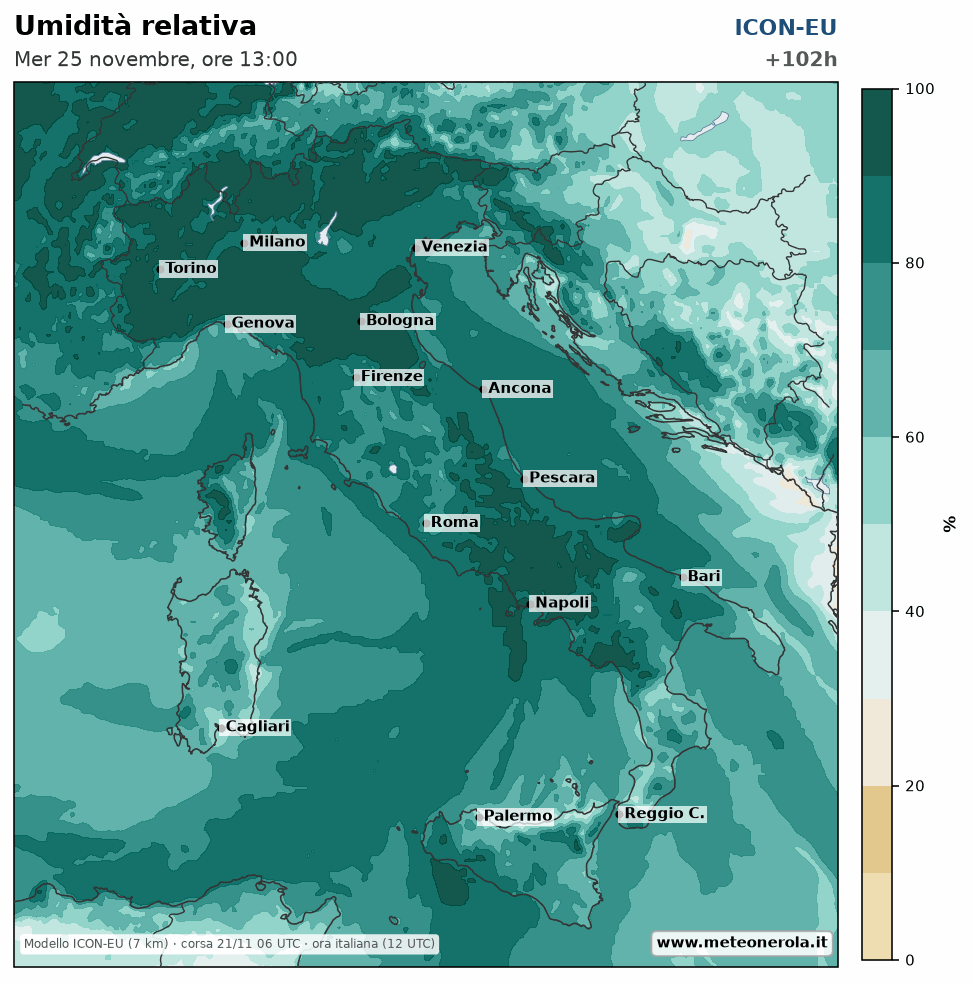 Umidità relativa
ICON-EU
Mer 25 novembre, ore 13:00
+102h
100
80
60
40
20
0
%
Milano
Venezia
Torino
Genova
Bologna
Firenze
Ancona
Pescara
Roma
Bari
Napoli
Cagliari
Palermo
Reggio C.
Modello ICON-EU (7 km) · corsa 21/11 06 UTC · ora italiana (12 UTC)
www.meteonerola.it